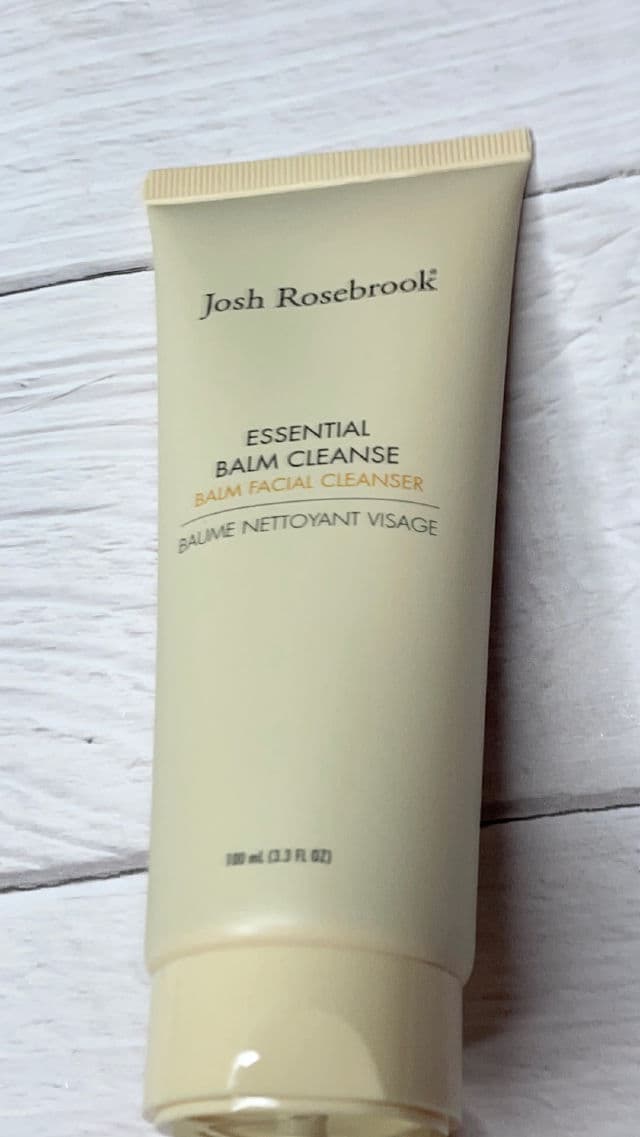 Josh Rosebrook®
ESSENTIAL
BALM CLEANSE
BALM FACIAL CLEANSER
BAUME NETTOYANT VISAGE
100 mL (3.3 FL OZ)